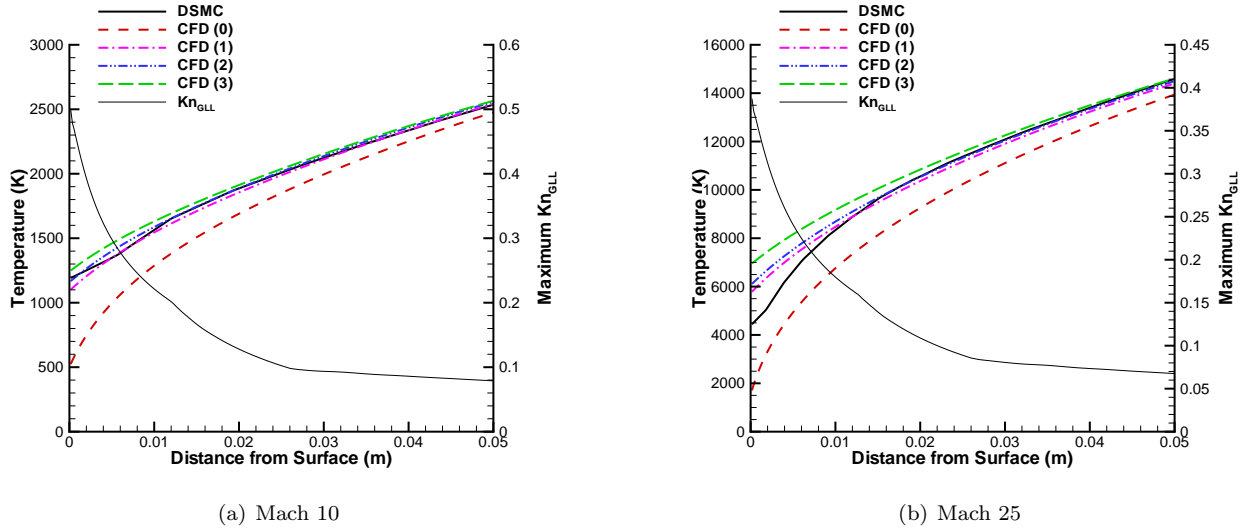 DSMC
CFD (0)
CFD (1)
CFD (2)
CFD (3)
Kn_GLL
Temperature (K)
3000
2500
2000
1500
1000
500
0
0
0.01
0.02
0.03
0.04
0.05
Distance from Surface (m)
0.6
0.5
0.4
0.3
0.2
0.1
0
Maximum Kn_GLL
(a) Mach 10
DSMC
CFD (0)
CFD (1)
CFD (2)
CFD (3)
Kn_GLL
Temperature (K)
16000
14000
12000
10000
8000
6000
4000
2000
0
0
0.01
0.02
0.03
0.04
0.05
Distance from Surface (m)
0.45
0.4
0.35
0.3
0.25
0.2
0.15
0.1
0.05
0
Maximum Kn_GLL
(b) Mach 25